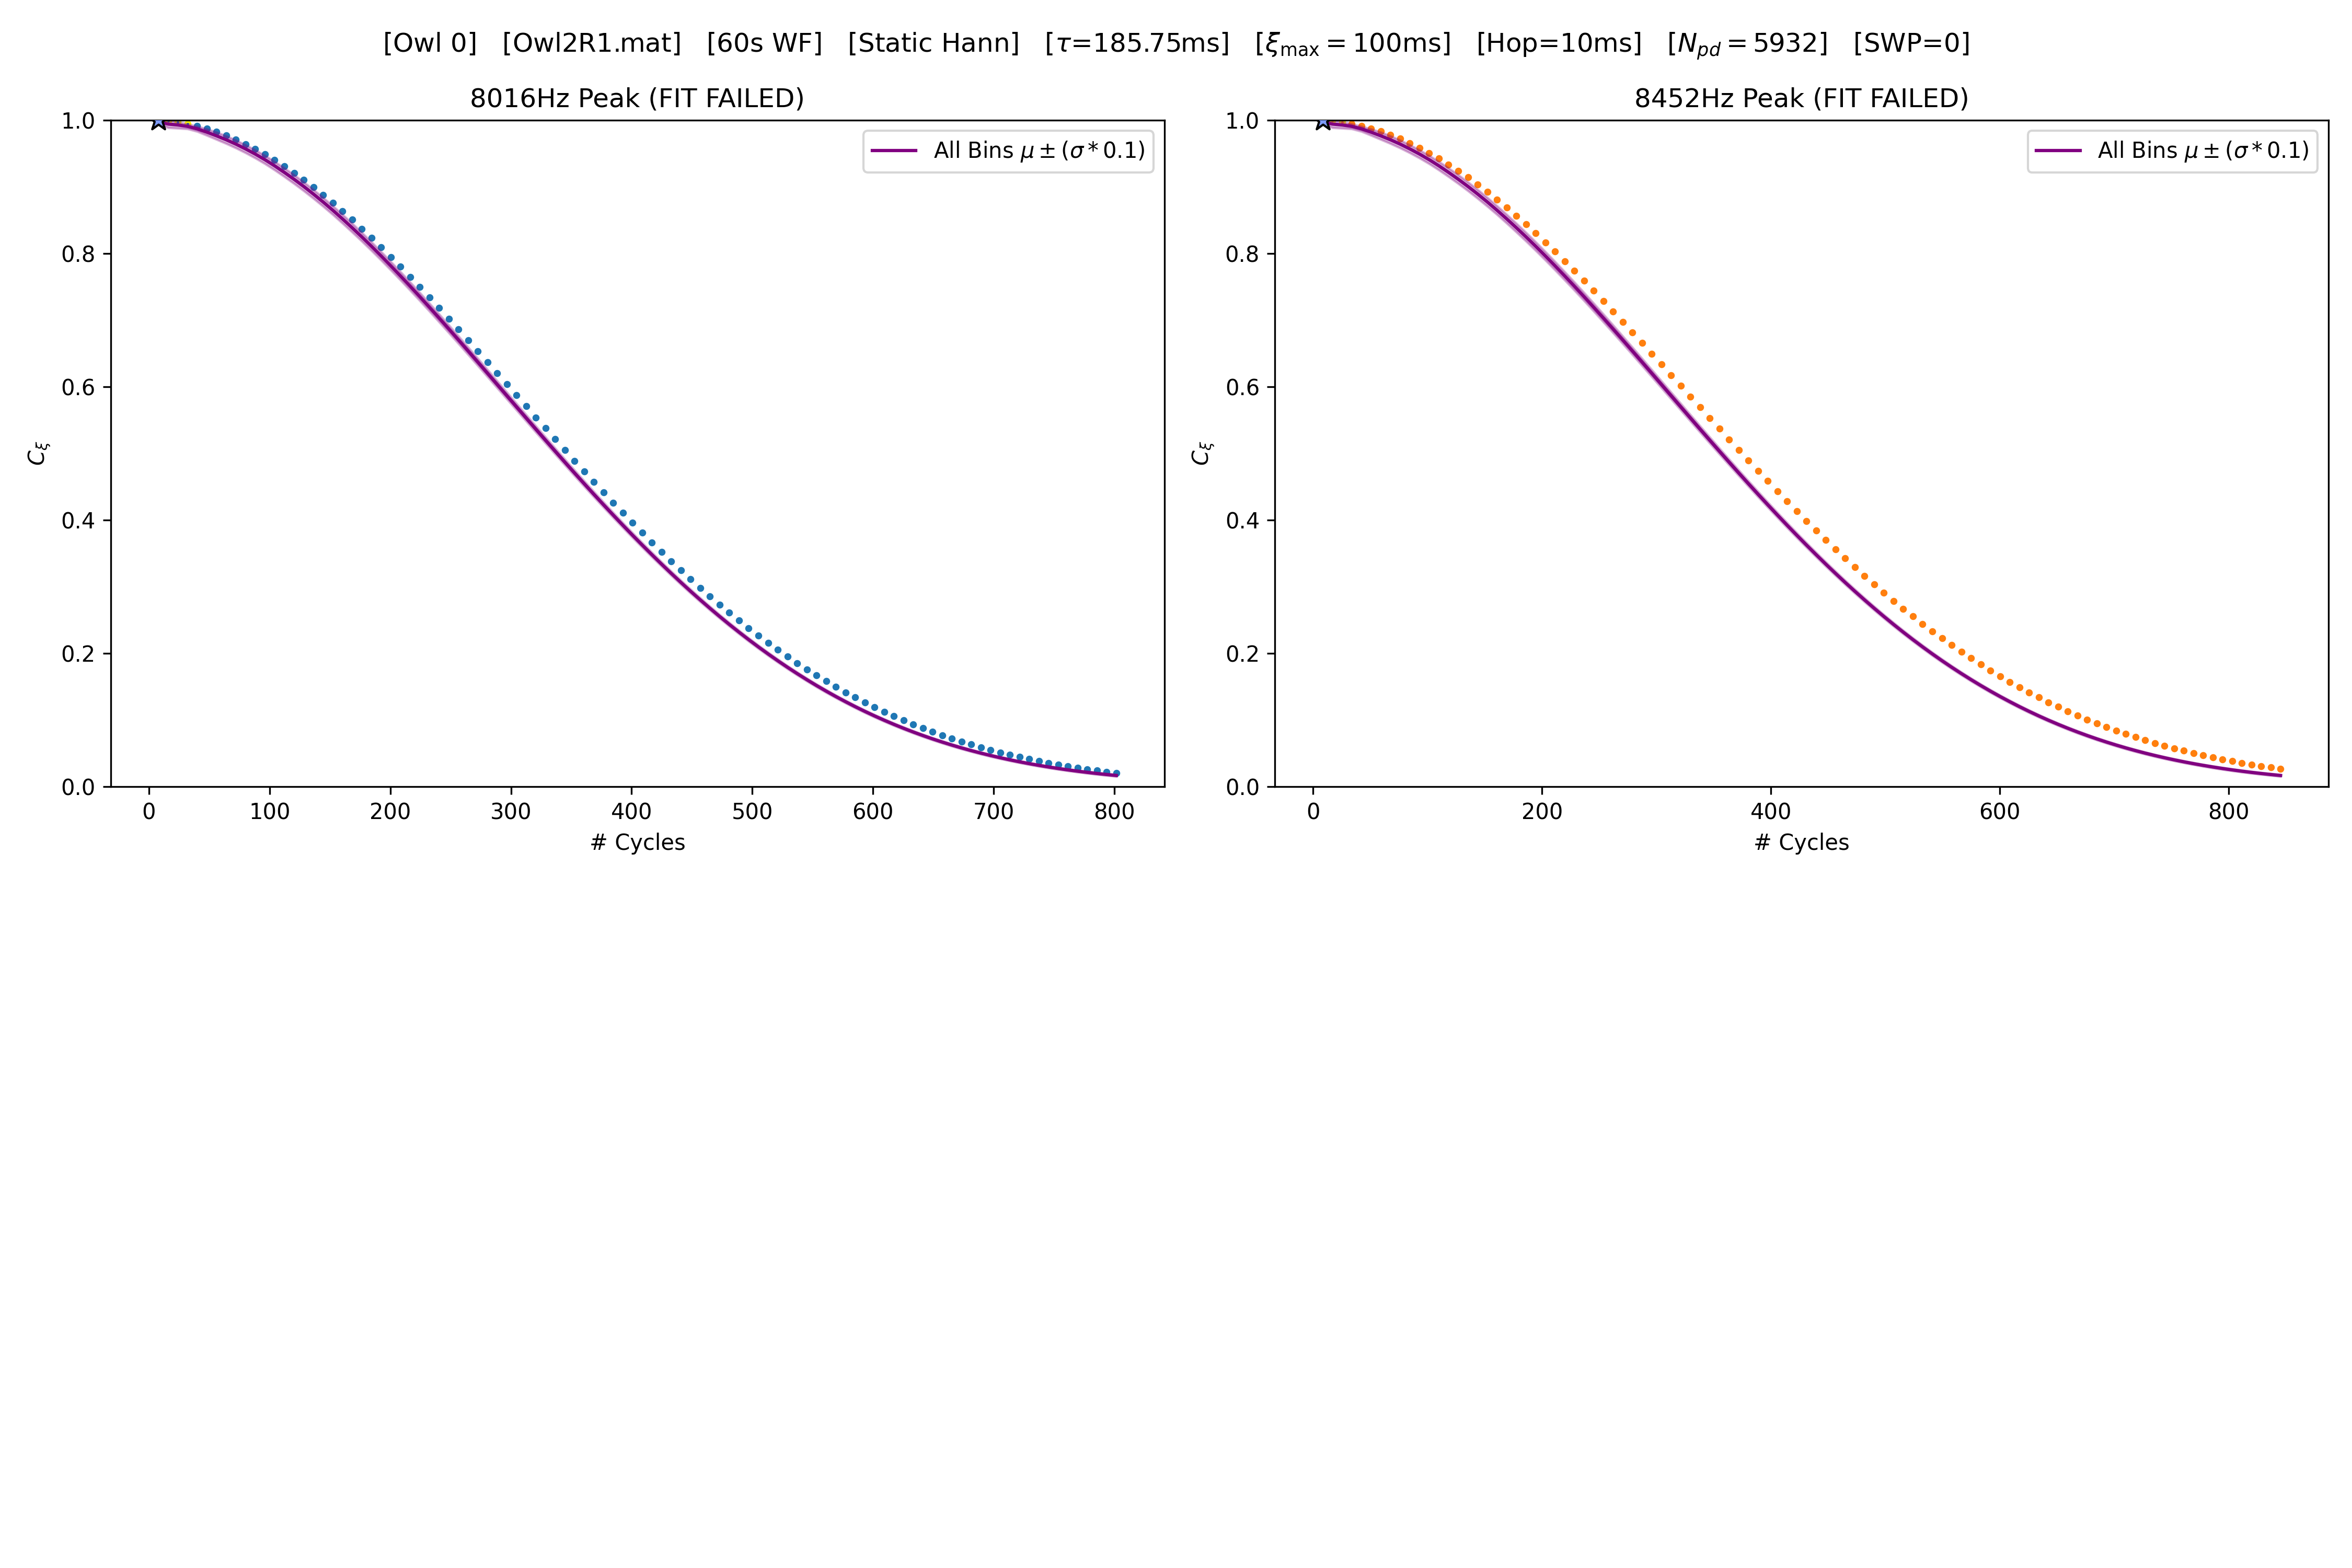 [Owl 0] [Owl2R1.mat] [60s WF] [Static Hann] [τ=185.75ms] [ξmax = 100ms] [Hop=10ms] [Npd = 5932] [SWP=0]
8016Hz Peak (FIT FAILED)
1.0
0.8
0.6
0.4
0.2
0.0
Cξ
All Bins μ ± (σ * 0.1)
0 100 200 300 400 500 600 700 800
# Cycles
8452Hz Peak (FIT FAILED)
1.0
0.8
0.6
0.4
0.2
0.0
Cξ
All Bins μ ± (σ * 0.1)
0 200 400 600 800
# Cycles